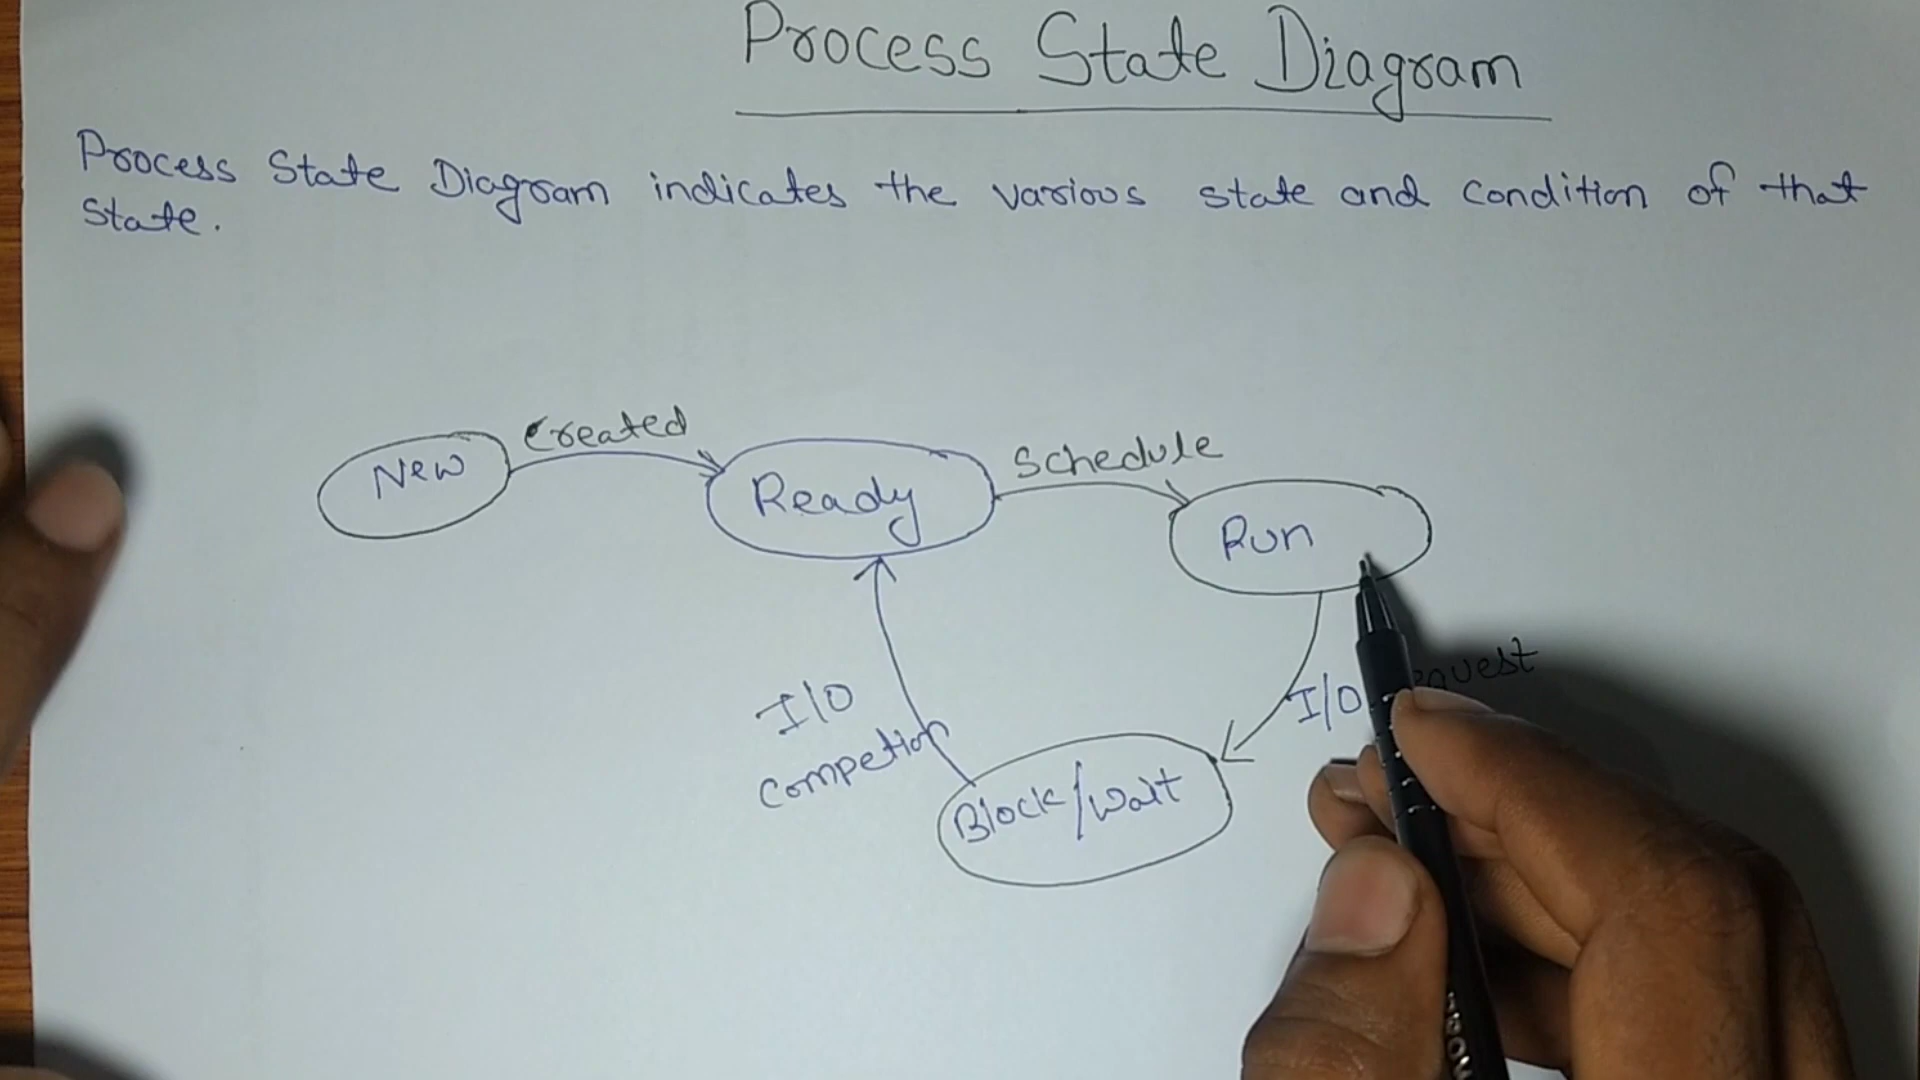 Process State Diagram
Process State Diagram indicates the various state and condition of that
state.
Created
New
Schedule
Ready
Run
I/O
I/O
competion
Block/wait